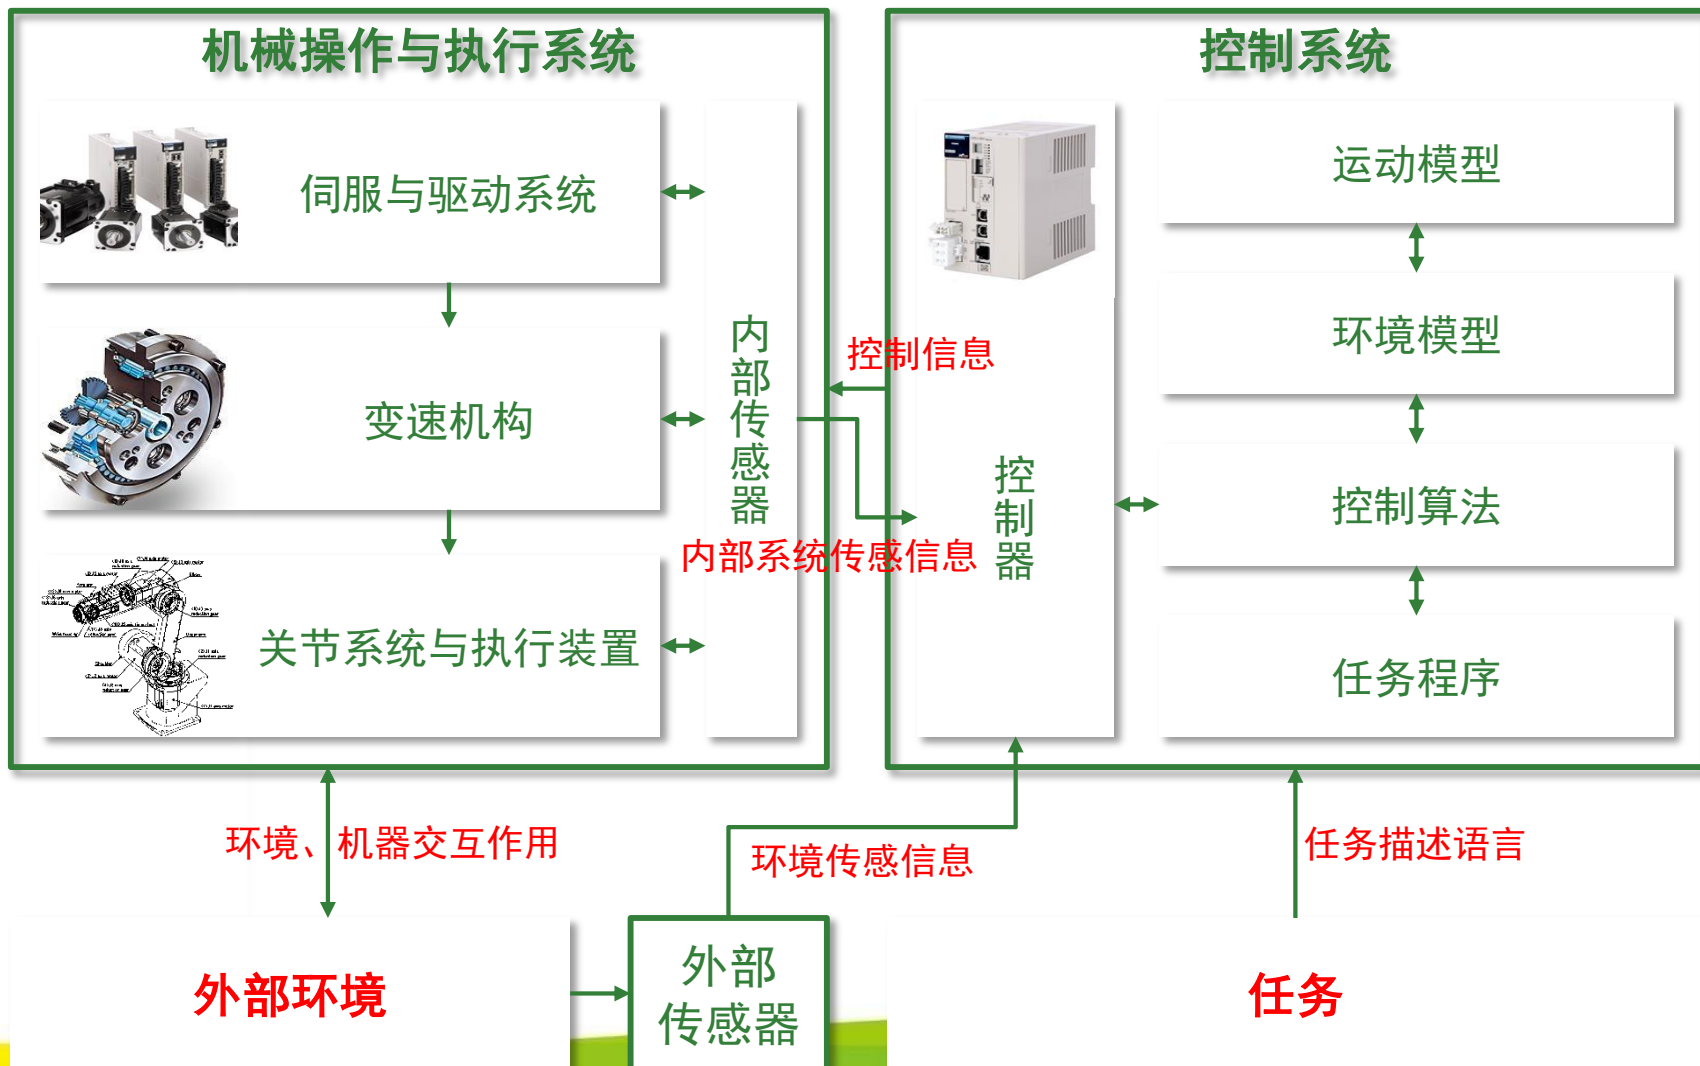 机械操作与执行系统
伺服与驱动系统
变速机构
关节系统与执行装置
内
部
传
感
器
控制信息
内部系统传感信息
控制系统
控
制
器
运动模型
环境模型
控制算法
任务程序
环境、机器交互作用
环境传感信息
任务描述语言
外部环境
外部
传感器
任务